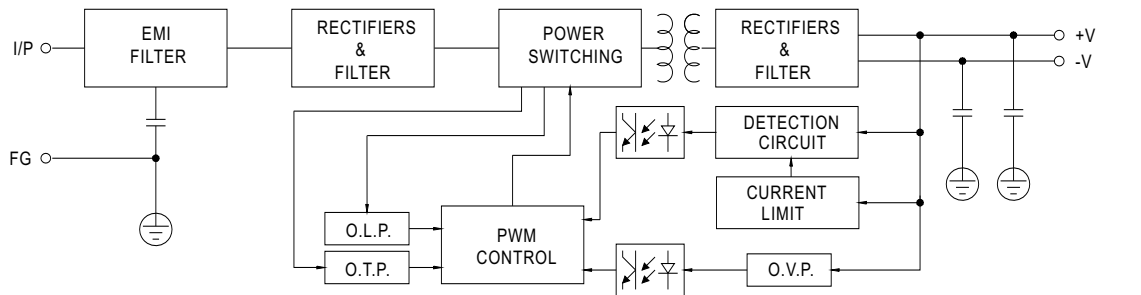 I/P
EMI
FILTER
RECTIFIERS
&
FILTER
POWER
SWITCHING
RECTIFIERS
&
FILTER
+V
-V
FG
DETECTION
CIRCUIT
CURRENT
LIMIT
O.L.P.
O.T.P.
PWM
CONTROL
O.V.P.